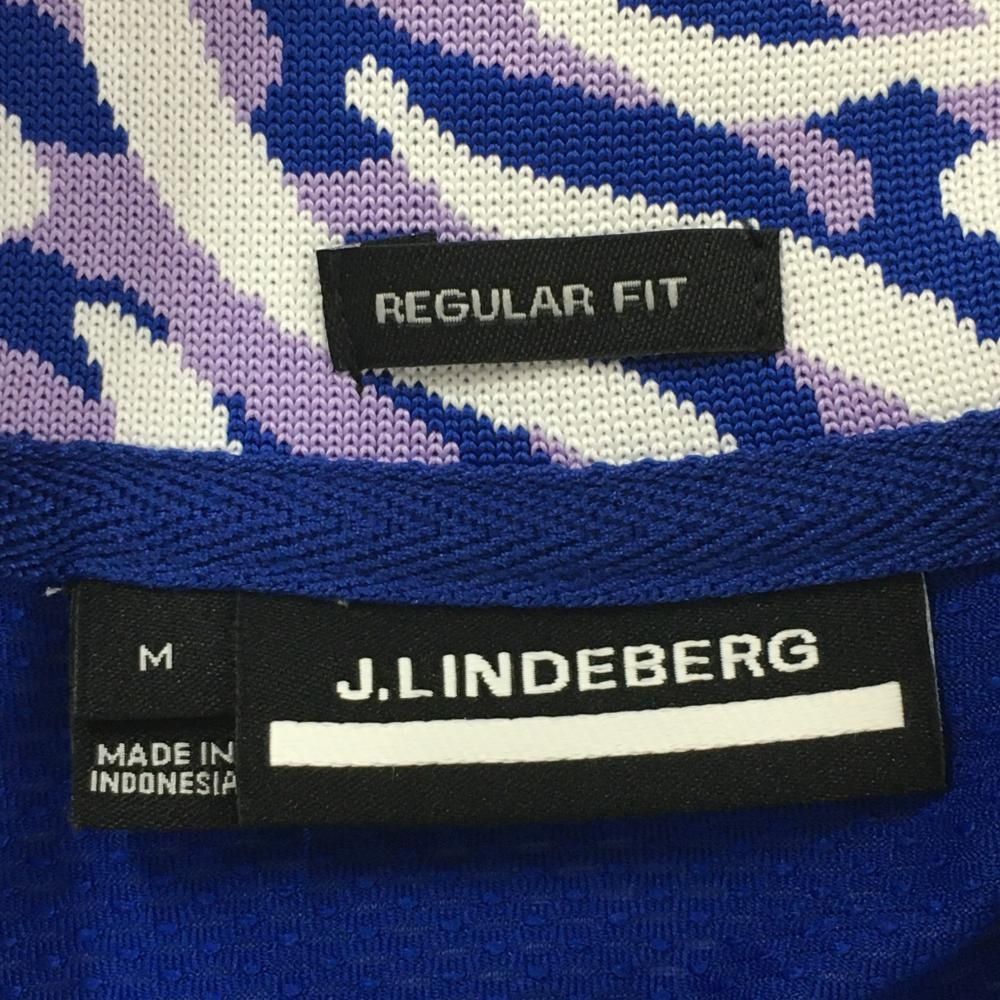 REGULAR FIT
M
J.LINDEBERG
MADE IN
INDONESIA